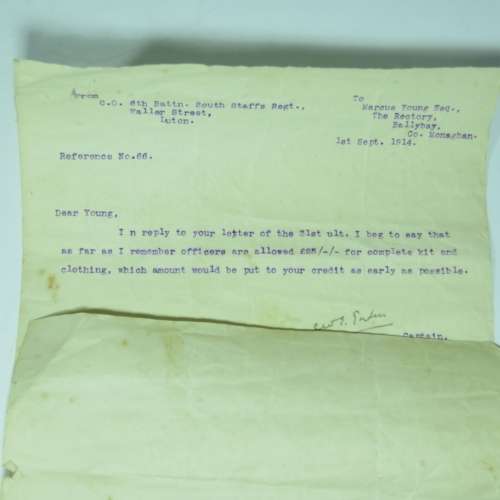 From
C.O. 6th Battn. South Staffs Regt.,
Waller Street,
Luton.
To
Marcus Young Esq.,
The Rectory,
Ballybay,
Co. Monaghan.
1st Sept. 1914.
Reference No.66.
Dear Young,
I n reply to your letter of the 31st ult. I beg to say that
as far as I remember officers are allowed £35/-/- for complete kit and
clothing, which amount would be put to your credit as early as possible.
Captain.